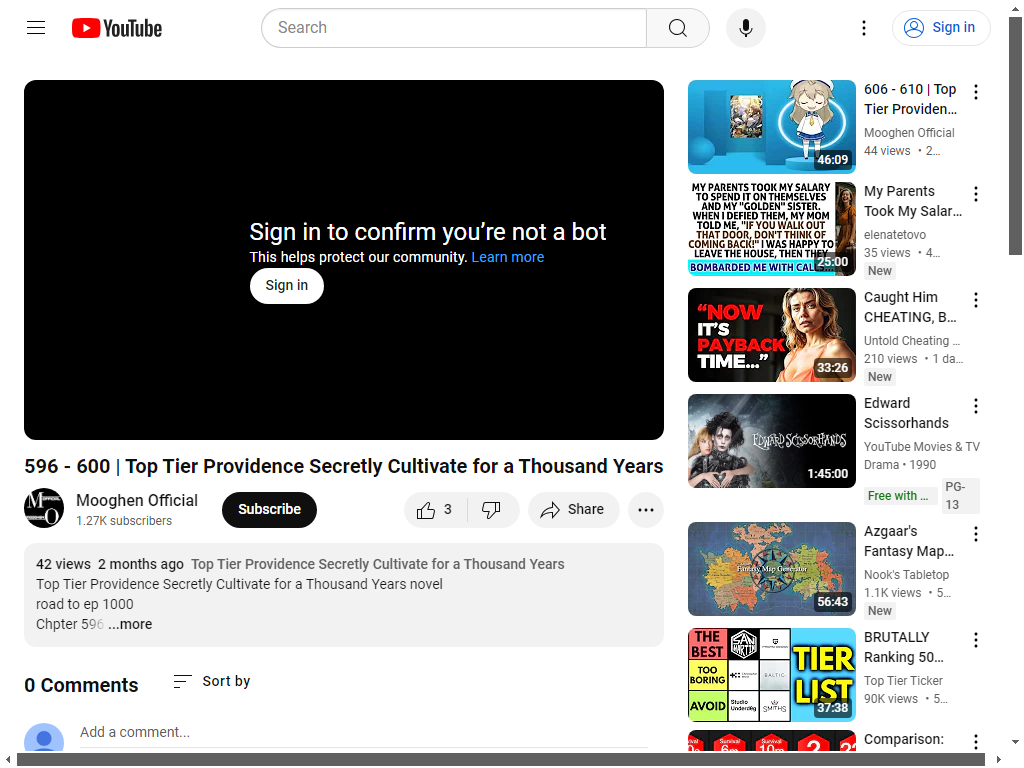 YouTube
Search
Sign in
Sign in to confirm you're not a bot
This helps protect our community. Learn more
Sign in
596 - 600 | Top Tier Providence Secretly Cultivate for a Thousand Years
Mooghen Official
1.27K subscribers
Subscribe
3
Share
42 views 2 months ago Top Tier Providence Secretly Cultivate for a Thousand Years
Top Tier Providence Secretly Cultivate for a Thousand Years novel
road to ep 1000
Chpter 596 ...more
0 Comments
Sort by
Add a comment...
46:09
606 - 610 | Top
Tier Providen...
Mooghen Official
44 views • 2...
MY PARENTS TOOK MY SALARY
TO SPEND IT ON THEMSELVES
AND MY "GOLDEN" SISTER.
WHEN I DEFIED THEM, MY MOM
TOLD ME, "IF YOU WALK OUT
THAT DOOR, DON'T THINK OF
COMING BACK!" I WAS HAPPY TO
LEAVE THE HOUSE, THEN THEY
BOMBARDED ME WITH
25:00
My Parents
Took My Salar...
elenatetovo
35 views • 4...
New
"NOW
IT'S
PAYBACK
TIME..."
33:26
Caught Him
CHEATING, B...
Untold Cheating ...
210 views • 1 da...
New
EDWARD SCISSORHANDS
1:45:00
Edward
Scissorhands
YouTube Movies & TV
Drama • 1990
Free with ...
PG-
13
Fantasy Map Generator
56:43
Azgaar's
Fantasy Map...
Nook's Tabletop
1.1K views • 5...
New
THE
BEST
SAN
MARTIN
TOO
BORING
BALTIC
AVOID
Studio
Underd0g
SMITHS
TIER
LIST
37:38
BRUTALLY
Ranking 50...
Top Tier Ticker
90K views • 5...
Survival
6m
Survival
10m
Comparison: